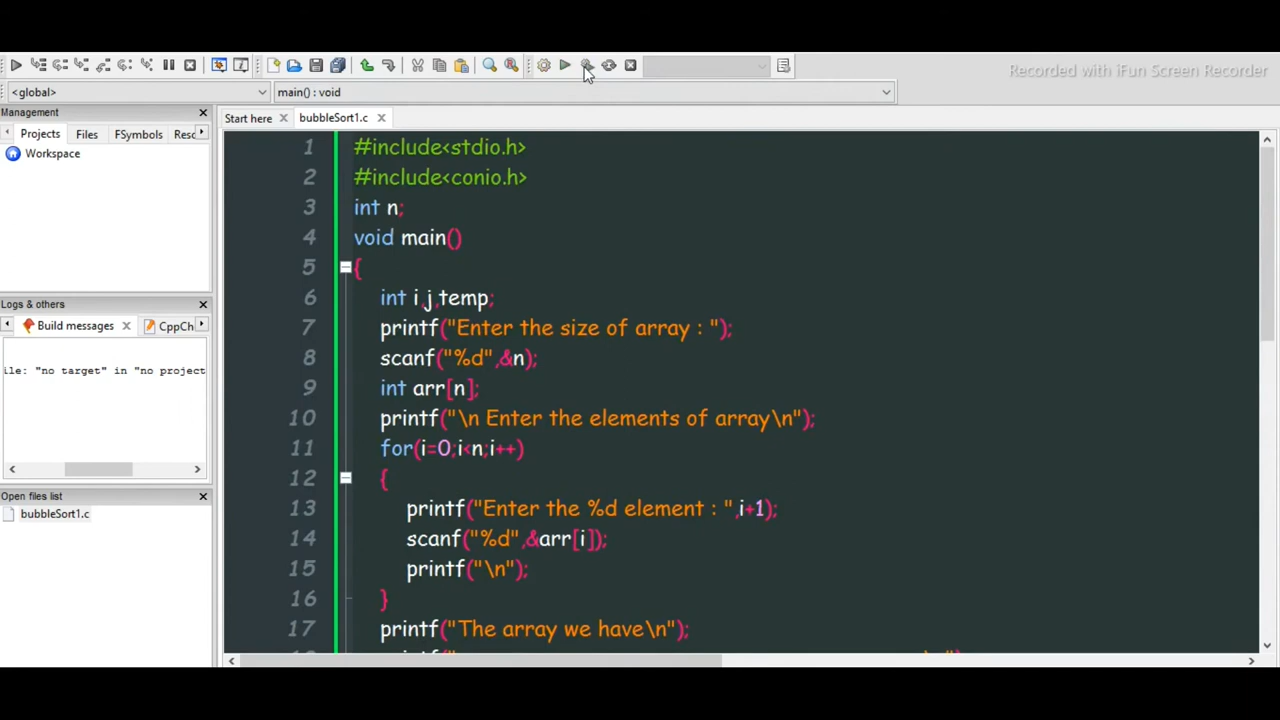 Recorded with iFun Screen Recorder
<global>
main() : void
Management
Start here
bubbleSort1.c
Projects
Files
FSymbols
Resc
Workspace
Logs & others
Build messages
CppCh
ile: "no target" in "no project
Open files list
bubbleSort1.c
1 #include<stdio.h>
2 #include<conio.h>
3 int n;
4 void main()
5 {
6 int i,j,temp;
7 printf("Enter the size of array : ");
8 scanf("%d",&n);
9 int arr[n];
10 printf("\n Enter the elements of array\n");
11 for(i=0;i<n;i++)
12 {
13 printf("Enter the %d element : ",i+1);
14 scanf("%d",&arr[i]);
15 printf("\n");
16 }
17 printf("The array we have\n");